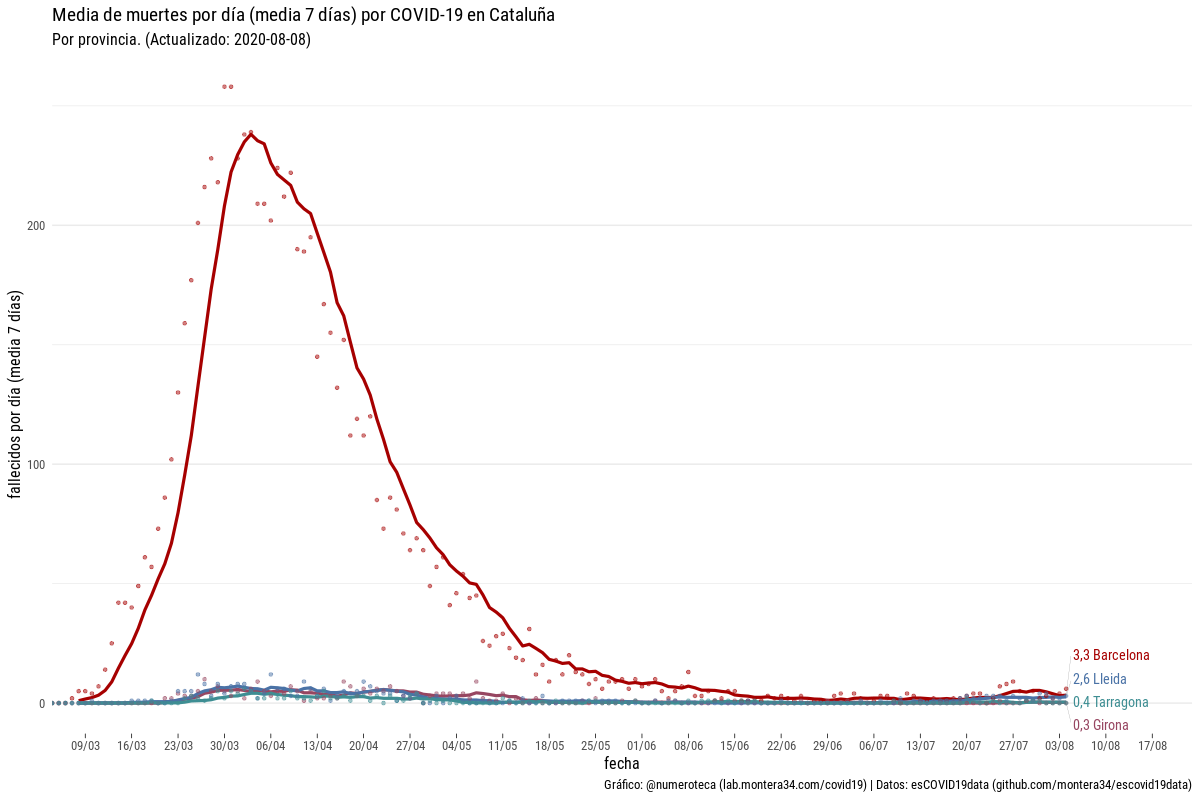 Media de muertes por día (media 7 días) por COVID-19 en Cataluña
Por provincia. (Actualizado: 2020-08-08)
fallecidos por día (media 7 días)
200
100
0
3,3 Barcelona
2,6 Lleida
0,4 Tarragona
0,3 Girona
09/03 16/03 23/03 30/03 06/04 13/04 20/04 27/04 04/05 11/05 18/05 25/05 01/06 08/06 15/06 22/06 29/06 06/07 13/07 20/07 27/07 03/08 10/08 17/08
fecha
Gráfico: @numeroteca (lab.montera34.com/covid19) | Datos: esCOVID19data (github.com/montera34/escovid19data)